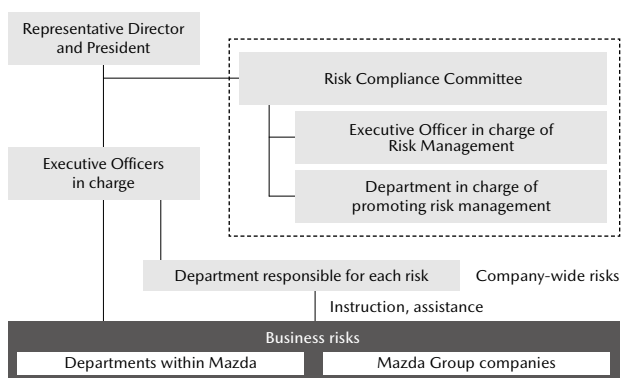 Representative Director
and President
Risk Compliance Committee
Executive Officer in charge of
Risk Management
Executive Officers
in charge
Department in charge of
promoting risk management
Department responsible for each risk
Company-wide risks
Instruction, assistance
Business risks
Departments within Mazda
Mazda Group companies